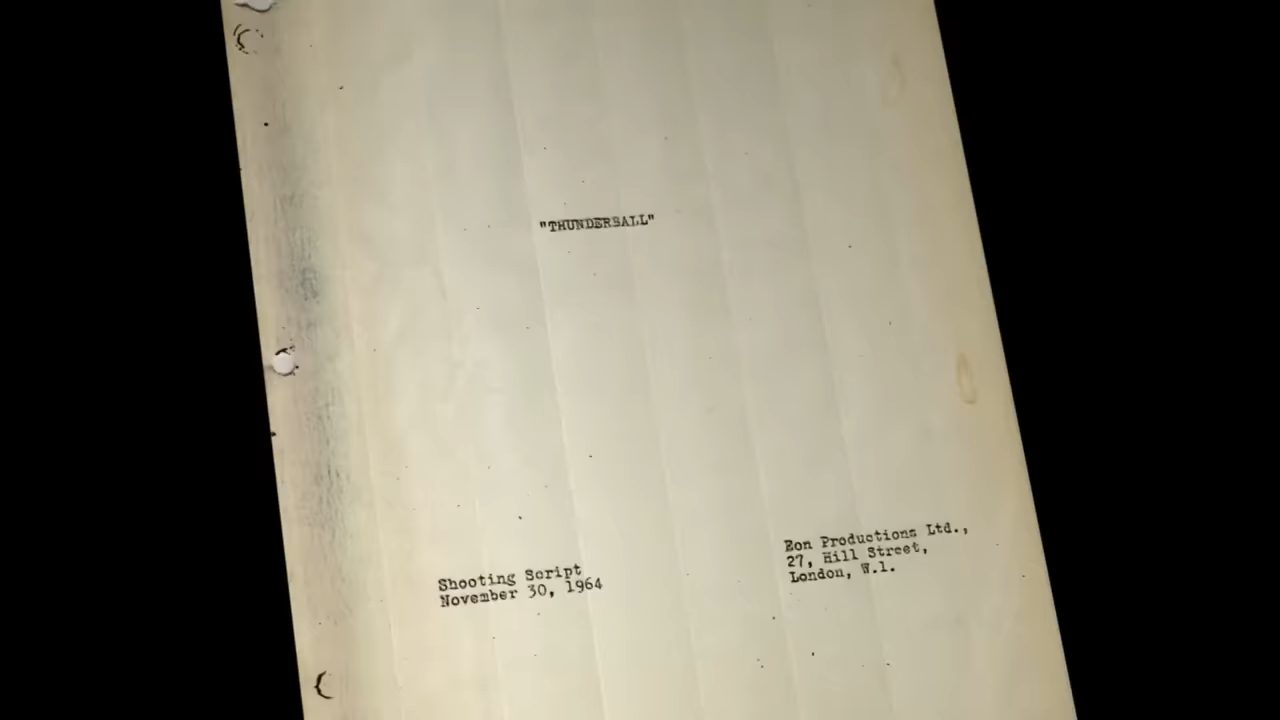 "THUNDERBALL"
Shooting Script
November 30, 1964
Eon Productions Ltd.,
27, Hill Street,
London, W.1.